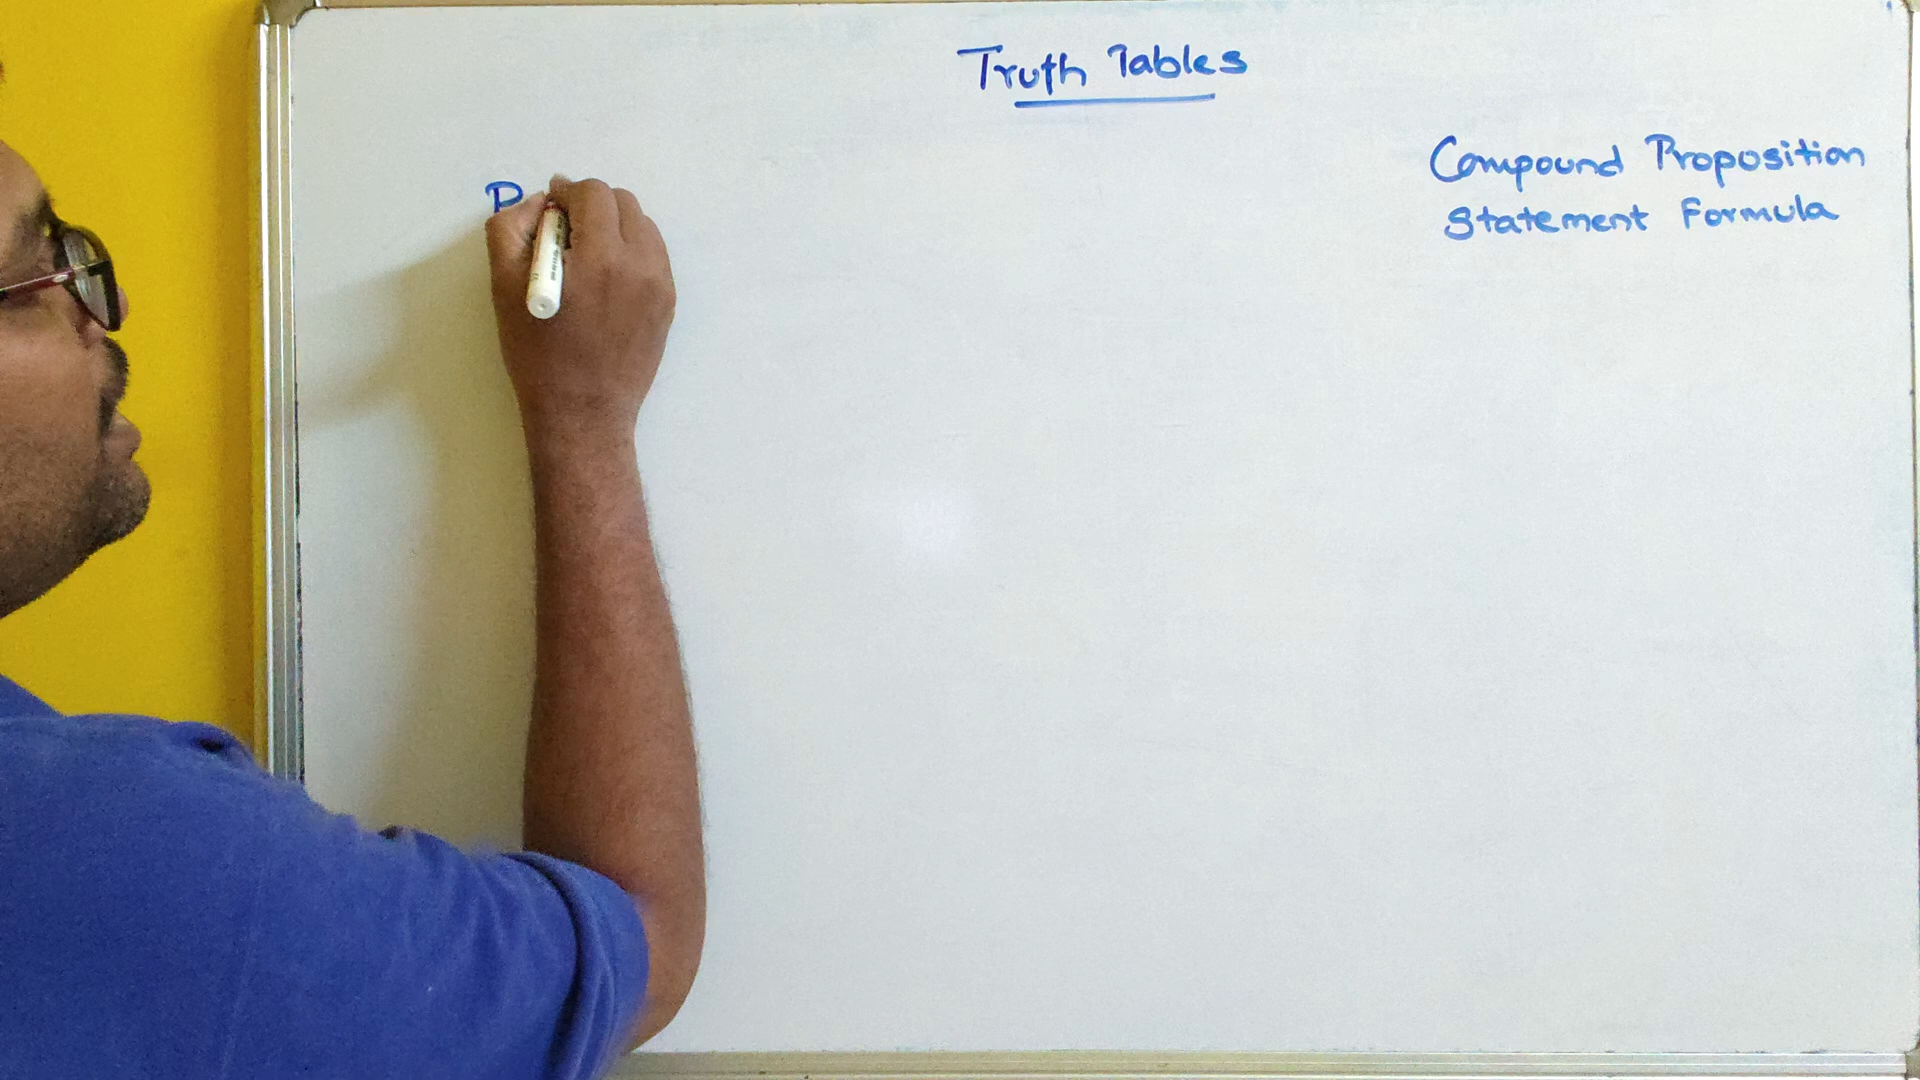 Truth Tables
Compound Proposition
Statement Formula
P